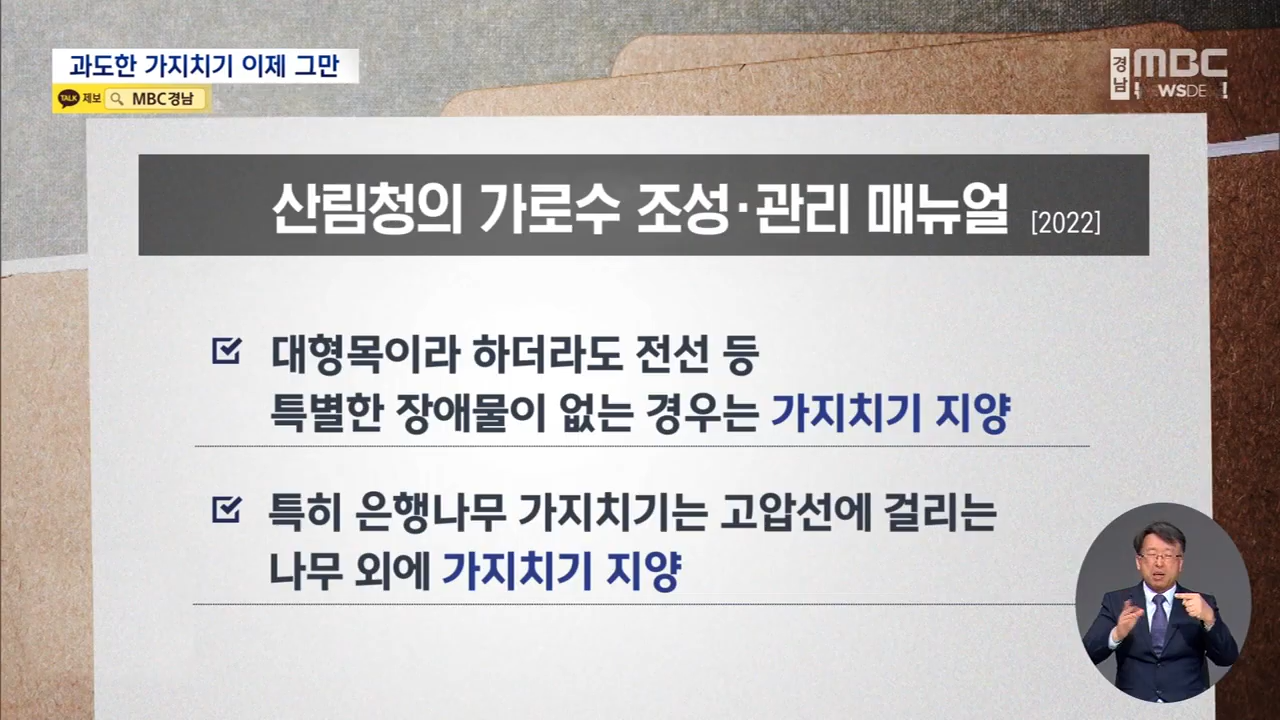 과도한 가지치기 이제 그만
TALK 제보 MBC경남
경남 MBC
WSDE
산림청의 가로수 조성·관리 매뉴얼 [2022]
대형목이라 하더라도 전선 등
특별한 장애물이 없는 경우는 가지치기 지양
특히 은행나무 가지치기는 고압선에 걸리는
나무 외에 가지치기 지양